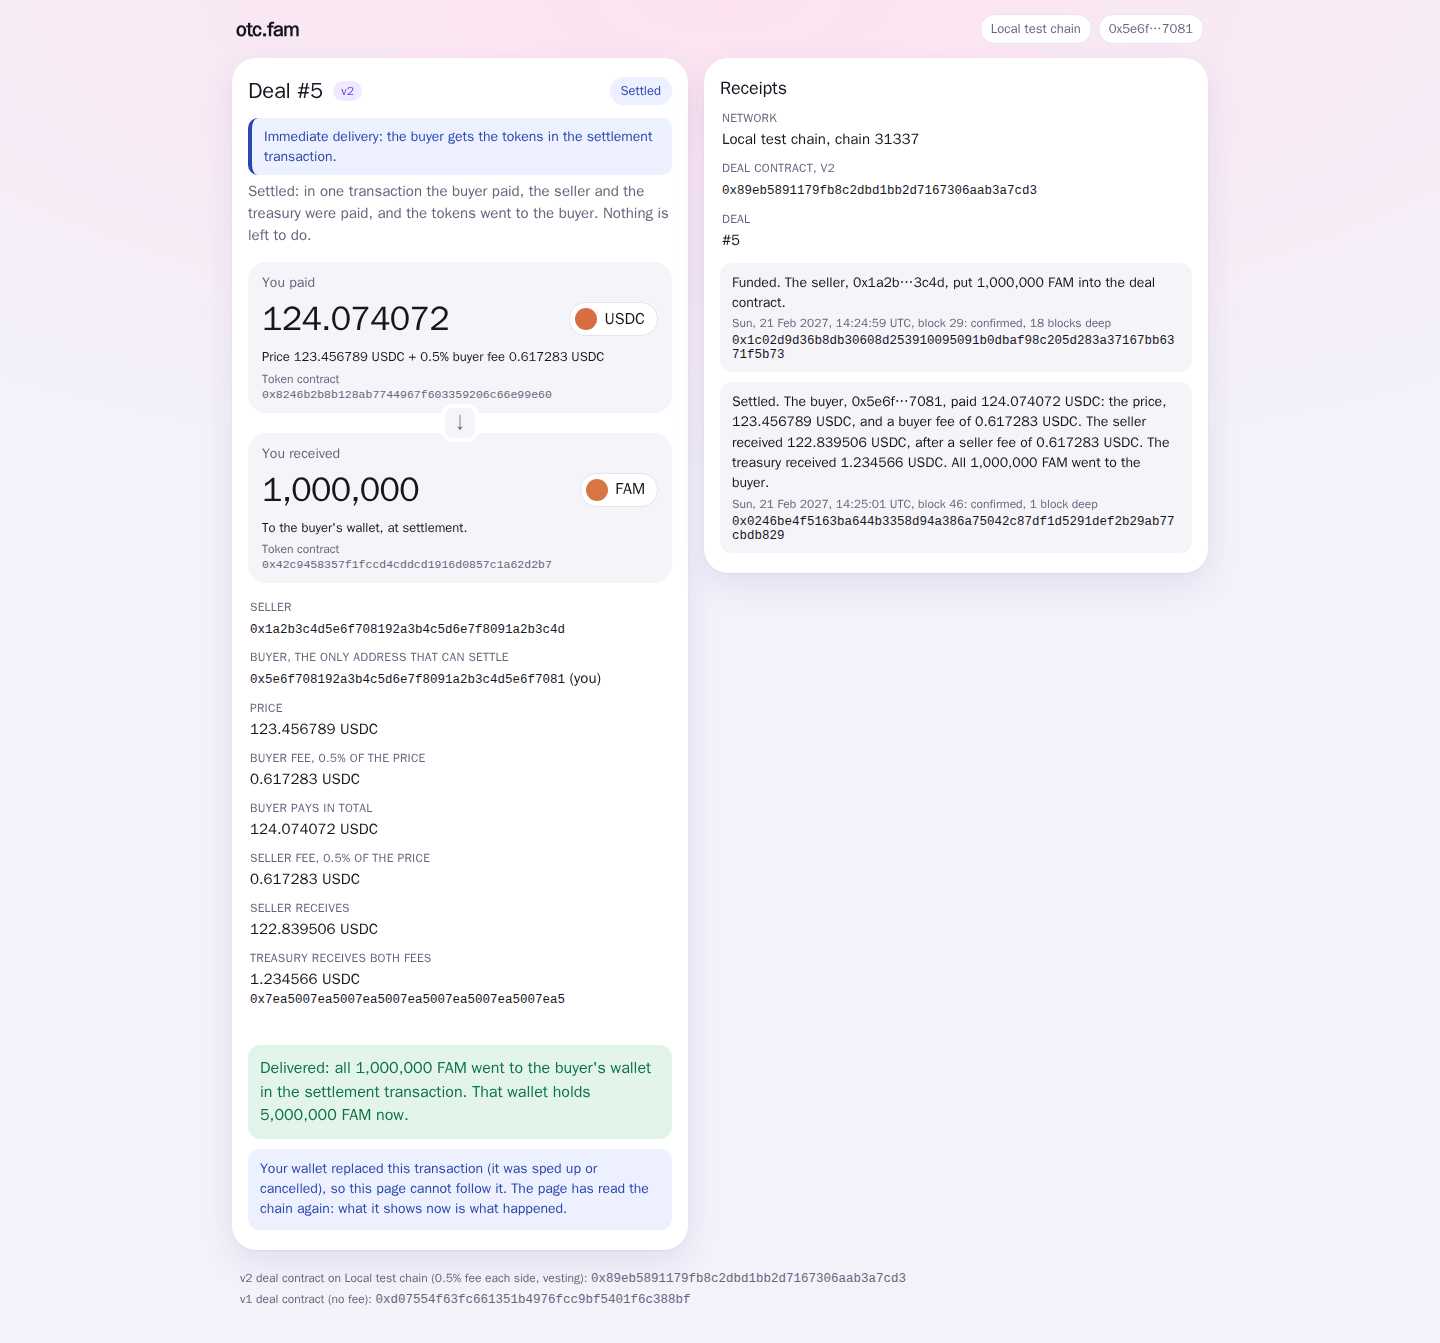 otc.fam
Local test chain
0x5e6f···7081
Deal #5
v2
Settled
Immediate delivery: the buyer gets the tokens in the settlement
transaction.
Settled: in one transaction the buyer paid, the seller and the
treasury were paid, and the tokens went to the buyer. Nothing is
left to do.
You paid
124.074072
USDC
Price 123.456789 USDC + 0.5% buyer fee 0.617283 USDC
Token contract
0x8246b2b8b128ab7744967f603359206c66e99e60
↓
You received
1,000,000
FAM
To the buyer's wallet, at settlement.
Token contract
0x42c9458357f1fccd4cddcd1916d0857c1a62d2b7
SELLER
0x1a2b3c4d5e6f708192a3b4c5d6e7f8091a2b3c4d
BUYER, THE ONLY ADDRESS THAT CAN SETTLE
0x5e6f708192a3b4c5d6e7f8091a2b3c4d5e6f7081 (you)
PRICE
123.456789 USDC
BUYER FEE, 0.5% OF THE PRICE
0.617283 USDC
BUYER PAYS IN TOTAL
124.074072 USDC
SELLER FEE, 0.5% OF THE PRICE
0.617283 USDC
SELLER RECEIVES
122.839506 USDC
TREASURY RECEIVES BOTH FEES
1.234566 USDC
0x7ea5007ea5007ea5007ea5007ea5007ea5007ea5
Delivered: all 1,000,000 FAM went to the buyer's wallet
in the settlement transaction. That wallet holds
5,000,000 FAM now.
Your wallet replaced this transaction (it was sped up or
cancelled), so this page cannot follow it. The page has read the
chain again: what it shows now is what happened.
Receipts
NETWORK
Local test chain, chain 31337
DEAL CONTRACT, V2
0x89eb5891179fb8c2dbd1bb2d7167306aab3a7cd3
DEAL
#5
Funded. The seller, 0x1a2b···3c4d, put 1,000,000 FAM into the deal
contract.
Sun, 21 Feb 2027, 14:24:59 UTC, block 29: confirmed, 18 blocks deep
0x1c02d9d36b8db30608d253910095091b0dbaf98c205d283a37167bb63
71f5b73
Settled. The buyer, 0x5e6f···7081, paid 124.074072 USDC: the price,
123.456789 USDC, and a buyer fee of 0.617283 USDC. The seller
received 122.839506 USDC, after a seller fee of 0.617283 USDC. The
treasury received 1.234566 USDC. All 1,000,000 FAM went to the
buyer.
Sun, 21 Feb 2027, 14:25:01 UTC, block 46: confirmed, 1 block deep
0x0246be4f5163ba644b3358d94a386a75042c87df1d5291def2b29ab77
cbdb829
v2 deal contract on Local test chain (0.5% fee each side, vesting): 0x89eb5891179fb8c2dbd1bb2d7167306aab3a7cd3
v1 deal contract (no fee): 0xd07554f63fc661351b4976fcc9bf5401f6c388bf